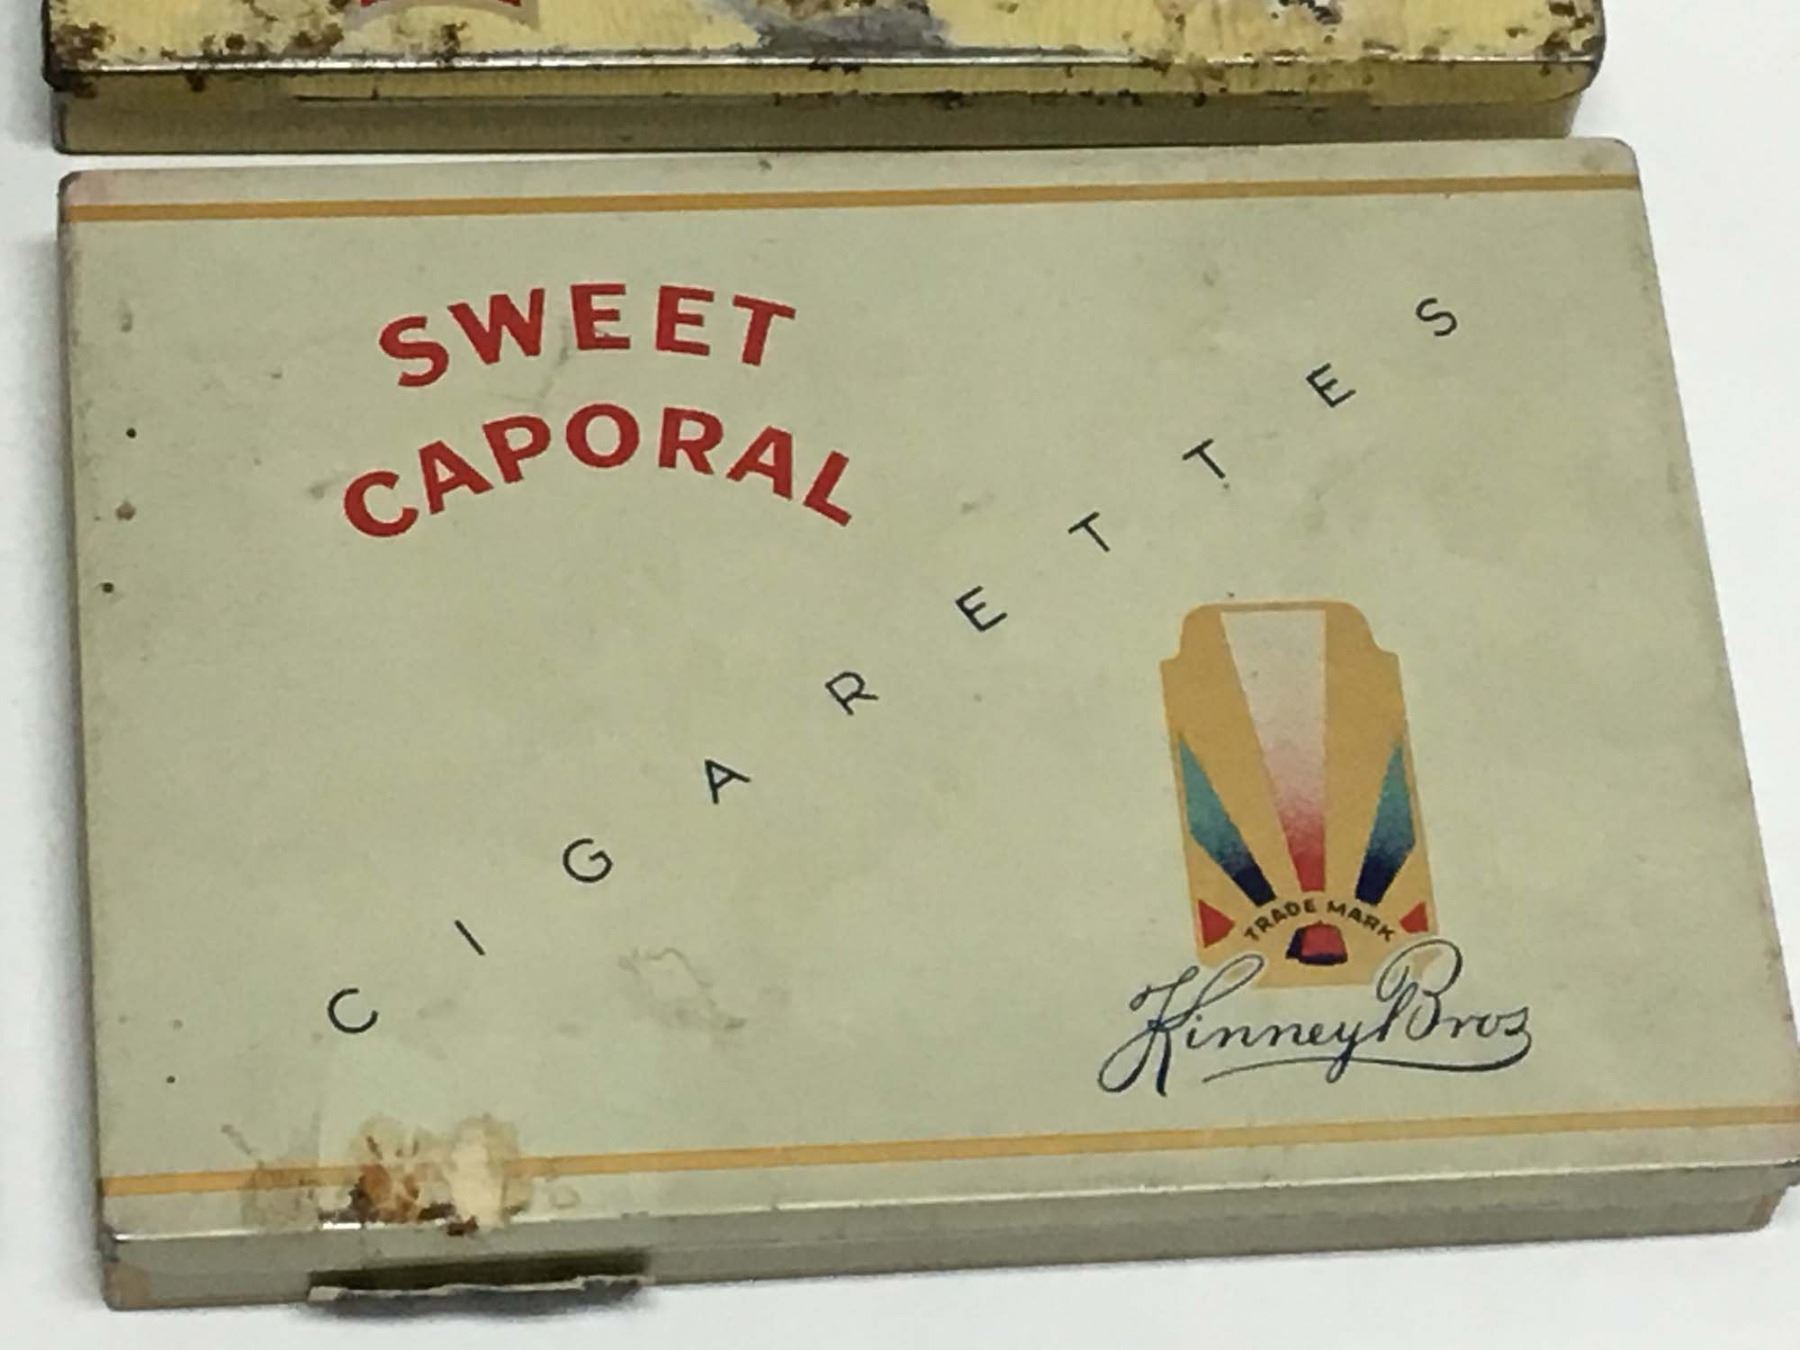 SWEET
CAPORAL
CIGARETTES
TRADE MARK
Kinney Bros